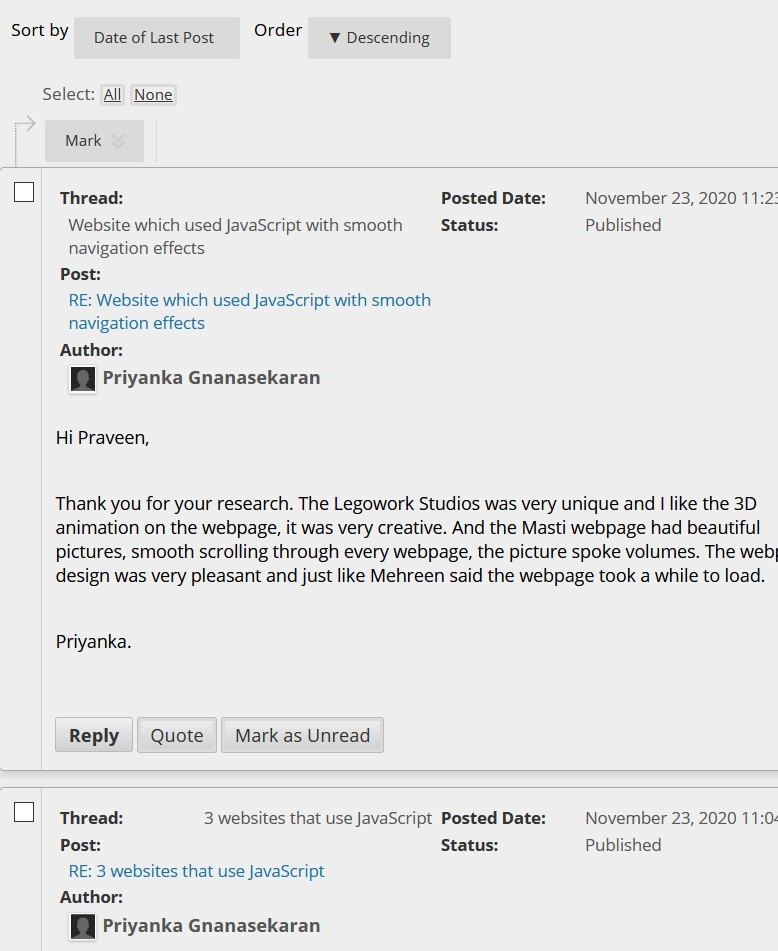 Sort by Date of Last Post Order ▼ Descending
Select: All None
Mark
Thread: Posted Date: November 23, 2020 11:23
Website which used JavaScript with smooth Status: Published
navigation effects
Post:
RE: Website which used JavaScript with smooth
navigation effects
Author:
Priyanka Gnanasekaran
Hi Praveen,
Thank you for your research. The Legowork Studios was very unique and I like the 3D
animation on the webpage, it was very creative. And the Masti webpage had beautiful
pictures, smooth scrolling through every webpage, the picture spoke volumes. The
design was very pleasant and just like Mehreen said the webpage took a while to load.
Priyanka.
Reply Quote Mark as Unread
Thread: 3 websites that use JavaScript Posted Date: November 23, 2020 11:04
Post: Status: Published
RE: 3 websites that use JavaScript
Author:
Priyanka Gnanasekaran